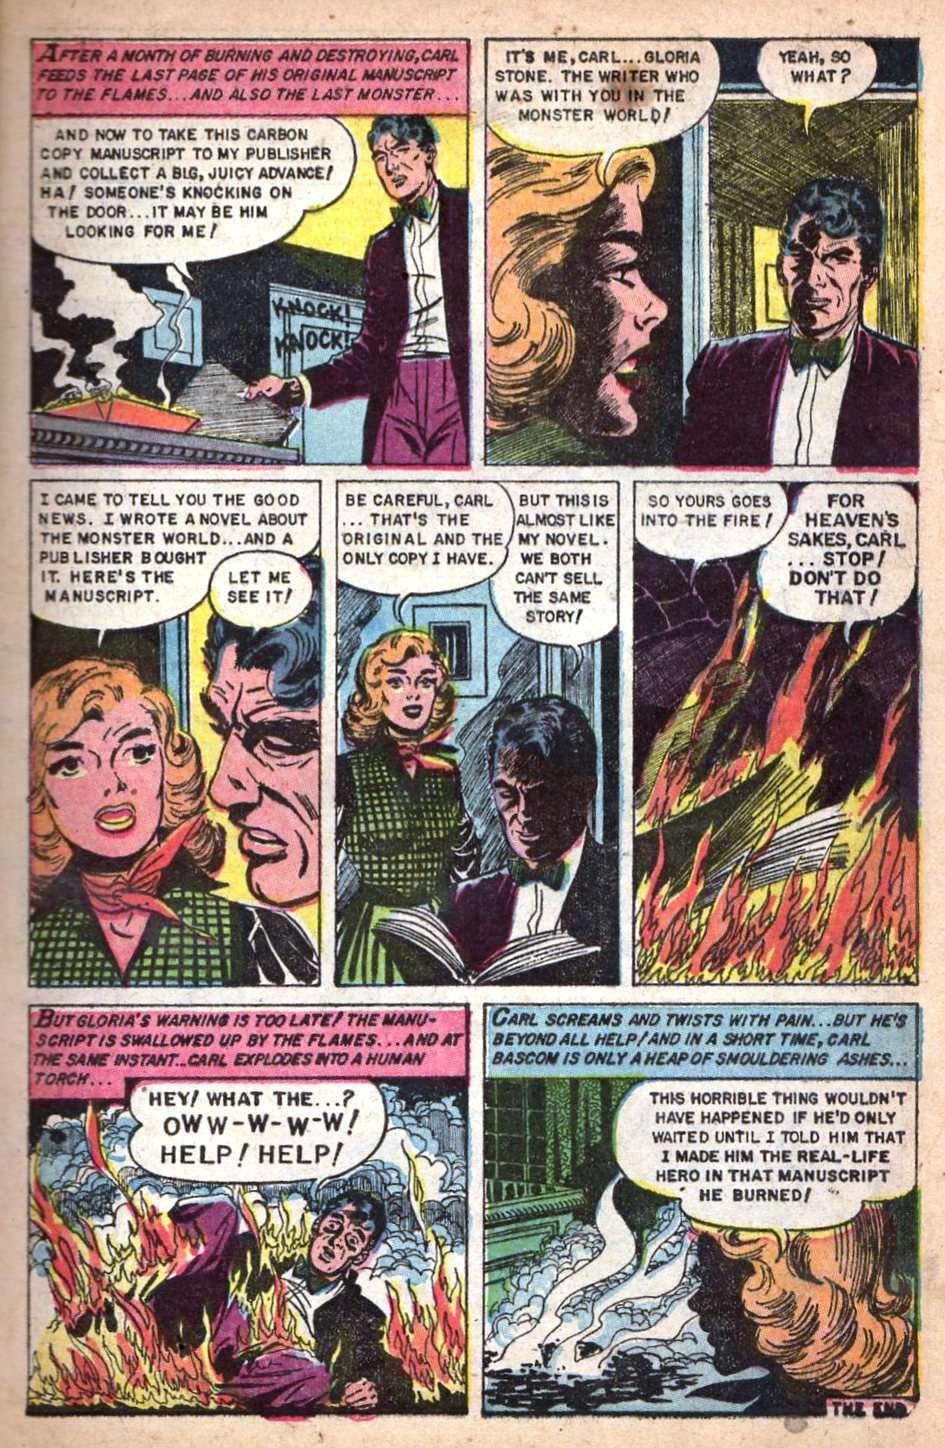 AFTER A MONTH OF BURNING AND DESTROYING, CARL
FEEDS THE LAST PAGE OF HIS ORIGINAL MANUSCRIPT
TO THE FLAMES...AND ALSO THE LAST MONSTER...
AND NOW TO TAKE THIS CARBON
COPY MANUSCRIPT TO MY PUBLISHER
AND COLLECT A BIG, JUICY ADVANCE!
HA! SOMEONE'S KNOCKING ON
THE DOOR...IT MAY BE HIM
LOOKING FOR ME!
KNOCK!
KNOCK!
IT'S ME, CARL...GLORIA
STONE. THE WRITER WHO
WAS WITH YOU IN THE
MONSTER WORLD!
YEAH, SO
WHAT?
I CAME TO TELL YOU THE GOOD
NEWS. I WROTE A NOVEL ABOUT
THE MONSTER WORLD...AND A
PUBLISHER BOUGHT
IT. HERE'S THE
MANUSCRIPT.
LET ME
SEE IT!
BE CAREFUL, CARL
... THAT'S THE
ORIGINAL AND THE
ONLY COPY I HAVE.
BUT THIS IS
ALMOST LIKE
MY NOVEL.
WE BOTH
CAN'T SELL
THE SAME
STORY!
SO YOURS GOES
INTO THE FIRE!
FOR
HEAVEN'S
SAKES, CARL
... STOP!
DON'T DO
THAT!
BUT GLORIA'S WARNING IS TOO LATE! THE MANU-
SCRIPT IS SWALLOWED UP BY THE FLAMES...AND AT
THE SAME INSTANT...CARL EXPLODES INTO A HUMAN
TORCH...
HEY! WHAT THE...?
OWW-W-W-W!
HELP! HELP!
CARL SCREAMS AND TWISTS WITH PAIN...BUT HE'S
BEYOND ALL HELP! AND IN A SHORT TIME, CARL
BASCOM IS ONLY A HEAP OF SMOULDERING ASHES...
THIS HORRIBLE THING WOULDN'T
HAVE HAPPENED IF HE'D ONLY
WAITED UNTIL I TOLD HIM THAT
I MADE HIM THE REAL-LIFE
HERO IN THAT MANUSCRIPT
HE BURNED!
THE END